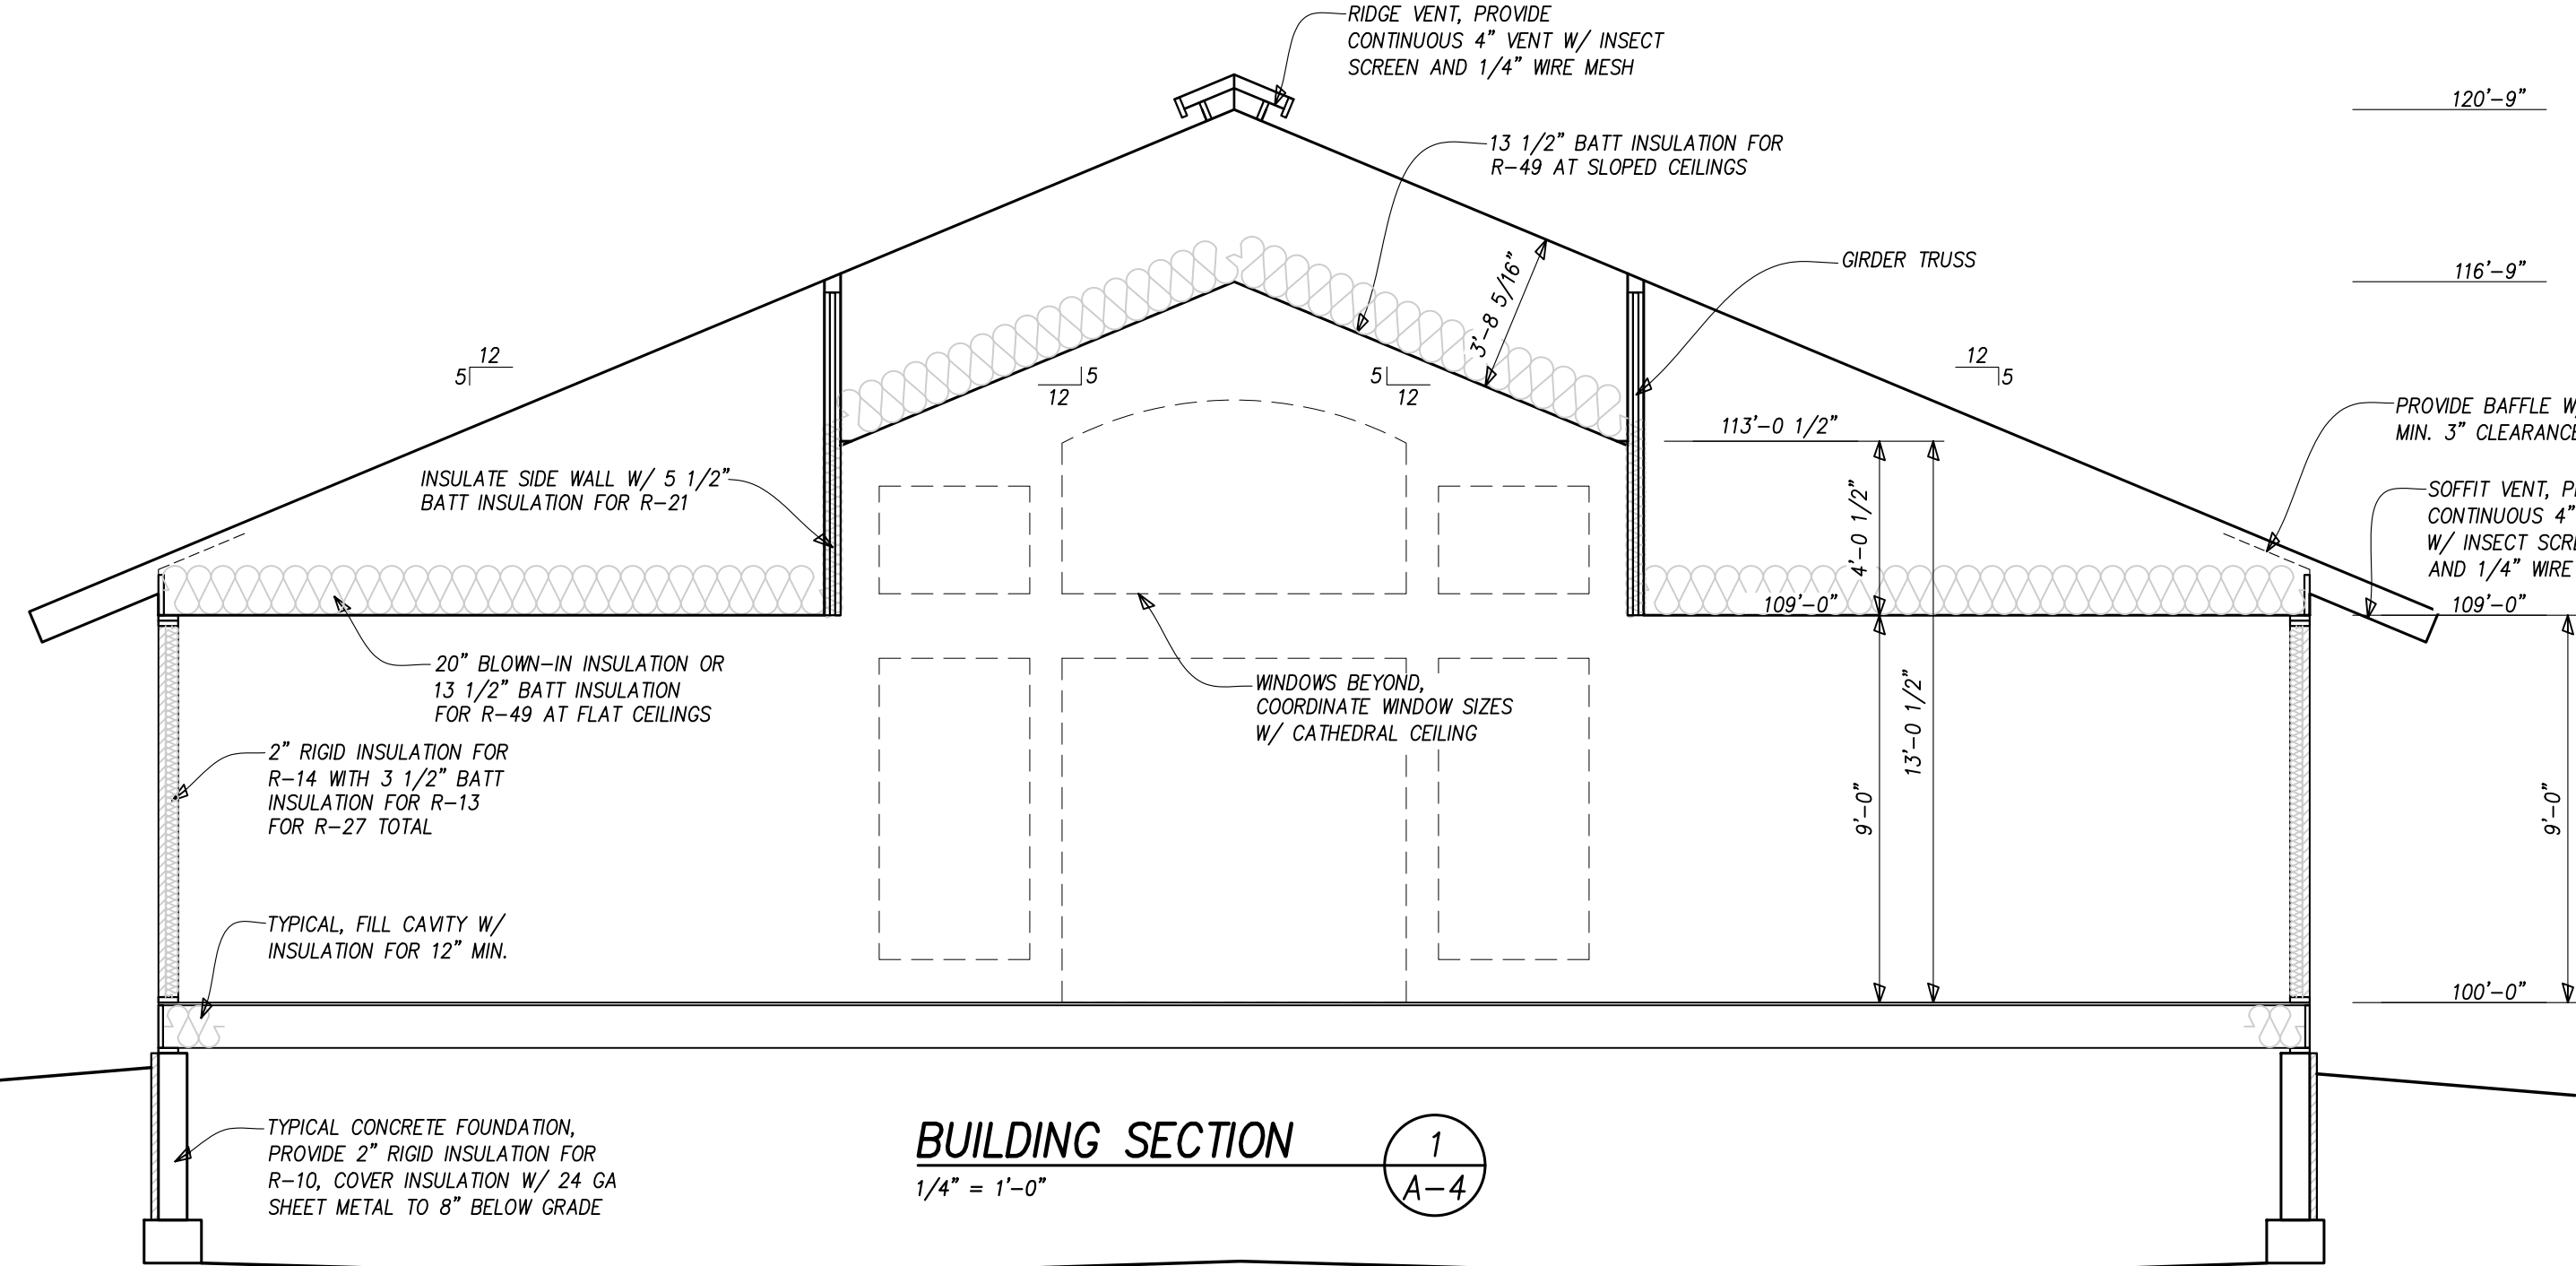 RIDGE VENT, PROVIDE
CONTINUOUS 4" VENT W/ INSECT
SCREEN AND 1/4" WIRE MESH
120'-9"
13 1/2" BATT INSULATION FOR
R-49 AT SLOPED CEILINGS
GIRDER TRUSS
116'-9"
3'-8 5/16"
12
5
5
12
5
12
12
5
PROVIDE BAFFLE W/
MIN. 3" CLEARANCE
113'-0 1/2"
INSULATE SIDE WALL W/ 5 1/2"
BATT INSULATION FOR R-21
SOFFIT VENT,
CONTINUOUS 4"
W/ INSECT
AND 1/4" WIRE
4'-0 1/2"
109'-0"
109'-0"
20" BLOWN-IN INSULATION OR
13 1/2" BATT INSULATION
FOR R-49 AT FLAT CEILINGS
WINDOWS BEYOND,
COORDINATE WINDOW SIZES
W/ CATHEDRAL CEILING
13'-0 1/2"
9'-0"
9'-0"
2" RIGID INSULATION FOR
R-14 WITH 3 1/2" BATT
INSULATION FOR R-13
FOR R-27 TOTAL
TYPICAL, FILL CAVITY W/
INSULATION FOR 12" MIN.
100'-0"
TYPICAL CONCRETE FOUNDATION,
PROVIDE 2" RIGID INSULATION FOR
R-10, COVER INSULATION W/ 24 GA
SHEET METAL TO 8" BELOW GRADE
BUILDING SECTION
1/4" = 1'-0"
1
A-4